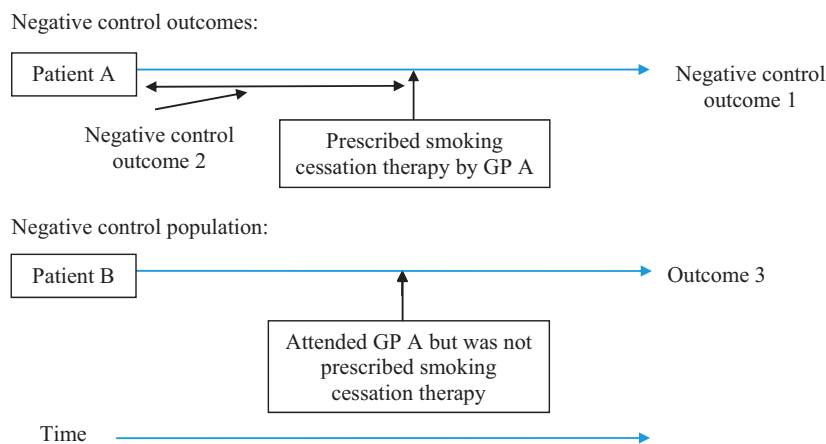 Negative control outcomes:
Patient A
Negative control
outcome 1
Negative control
outcome 2
Prescribed smoking
cessation therapy by GP A
Negative control population:
Patient B
Outcome 3
Attended GP A but was not
prescribed smoking
cessation therapy
Time